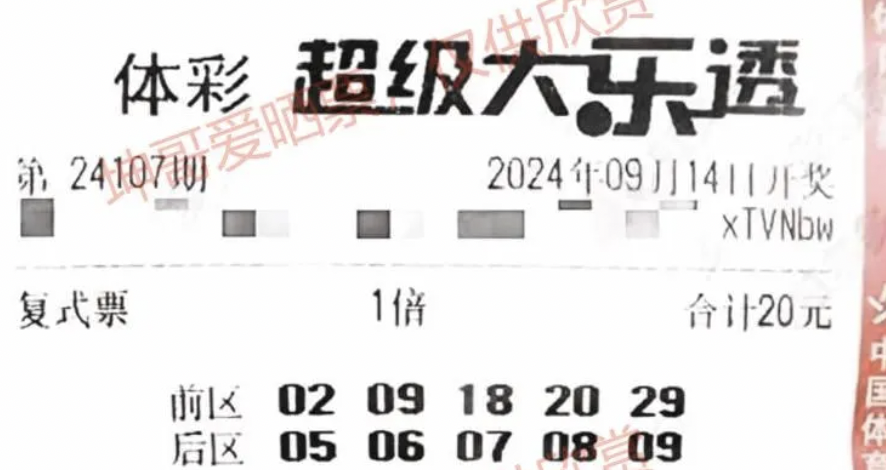 体彩 超级大乐透
坤哥爱晒票,仅供欣赏
第 24107期 2024年09月14日开奖
xTVNbw
复式票 1倍 合计20元
前区 02 09 18 20 29
后区 05 06 07 08 09
中国体育
欣赏